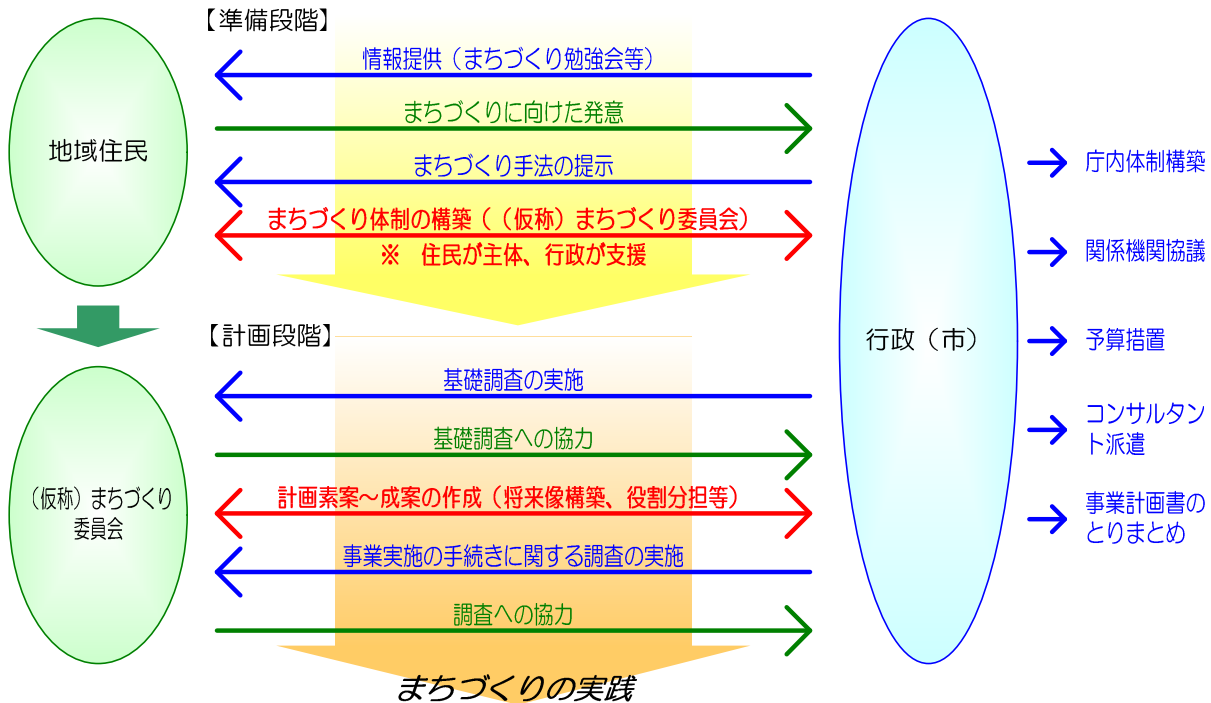 【準備段階】
情報提供（まちづくり勉強会等）
まちづくりに向けた発意
まちづくり手法の提示
まちづくり体制の構築（（仮称）まちづくり委員会）
※　住民が主体、行政が支援
地域住民
【計画段階】
基礎調査の実施
基礎調査への協力
計画素案～成案の作成（将来像構築、役割分担等）
事業実施の手続きに関する調査の実施
調査への協力
（仮称）まちづくり
委員会
まちづくりの実践
行政（市）
庁内体制構築
関係機関協議
予算措置
コンサルタン
ト派遣
事業計画書の
とりまとめ